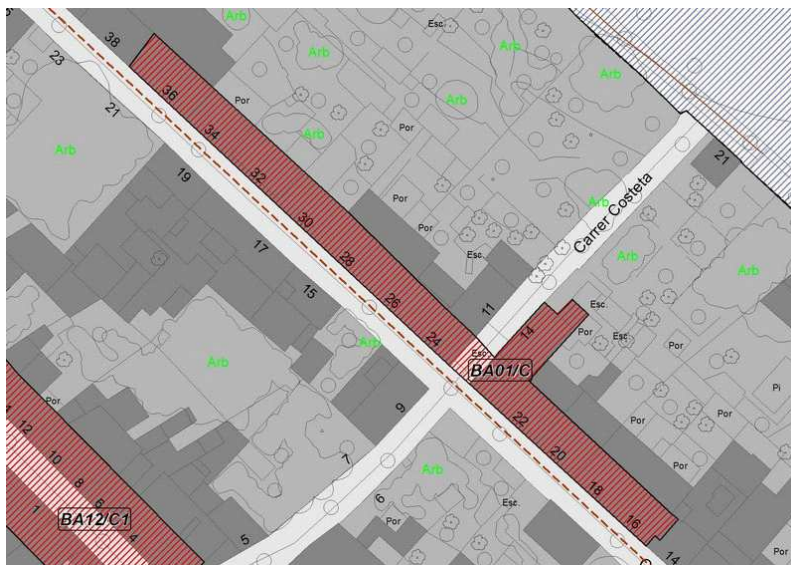 Arb
Esc.
38
Arb
Arb
Arb
23
36
Por
Arb
21
34
Por
Arb
Arb
21
19
32
Por
Arb
Carrer Costeta
30
Por
17
28
Esc.
Arb
Arb
15
26
11
Esc.
14
Por
Esc.
Arb
24
Esc.
Por
Arb
BA01/C
Pi
Por
9
22
12
20
10
7
Arb
Por
8
6
18
Esc.
6
BA12/C1
1
4
Por
16
5
14
Por